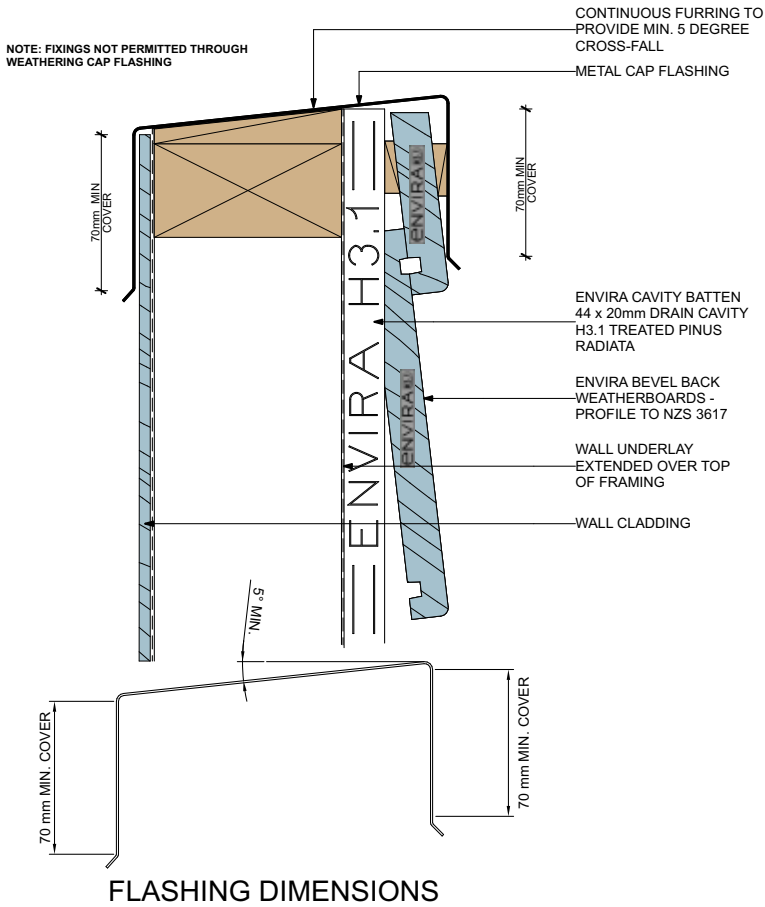 NOTE: FIXINGS NOT PERMITTED THROUGH
WEATHERING CAP FLASHING
CONTINUOUS FURRING TO
PROVIDE MIN. 5 DEGREE
CROSS-FALL
METAL CAP FLASHING
70mm MIN
COVER
70mm MIN
COVER
ENVIRA
ENVIRA H3.1
ENVIRA CAVITY BATTEN
44 x 20mm DRAIN CAVITY
H3.1 TREATED PINUS
RADIATA
ENVIRA
ENVIRA BEVEL BACK
WEATHERBOARDS -
PROFILE TO NZS 3617
WALL UNDERLAY
EXTENDED OVER TOP
OF FRAMING
WALL CLADDING
5° MIN.
70 mm MIN. COVER
70 mm MIN. COVER
FLASHING DIMENSIONS